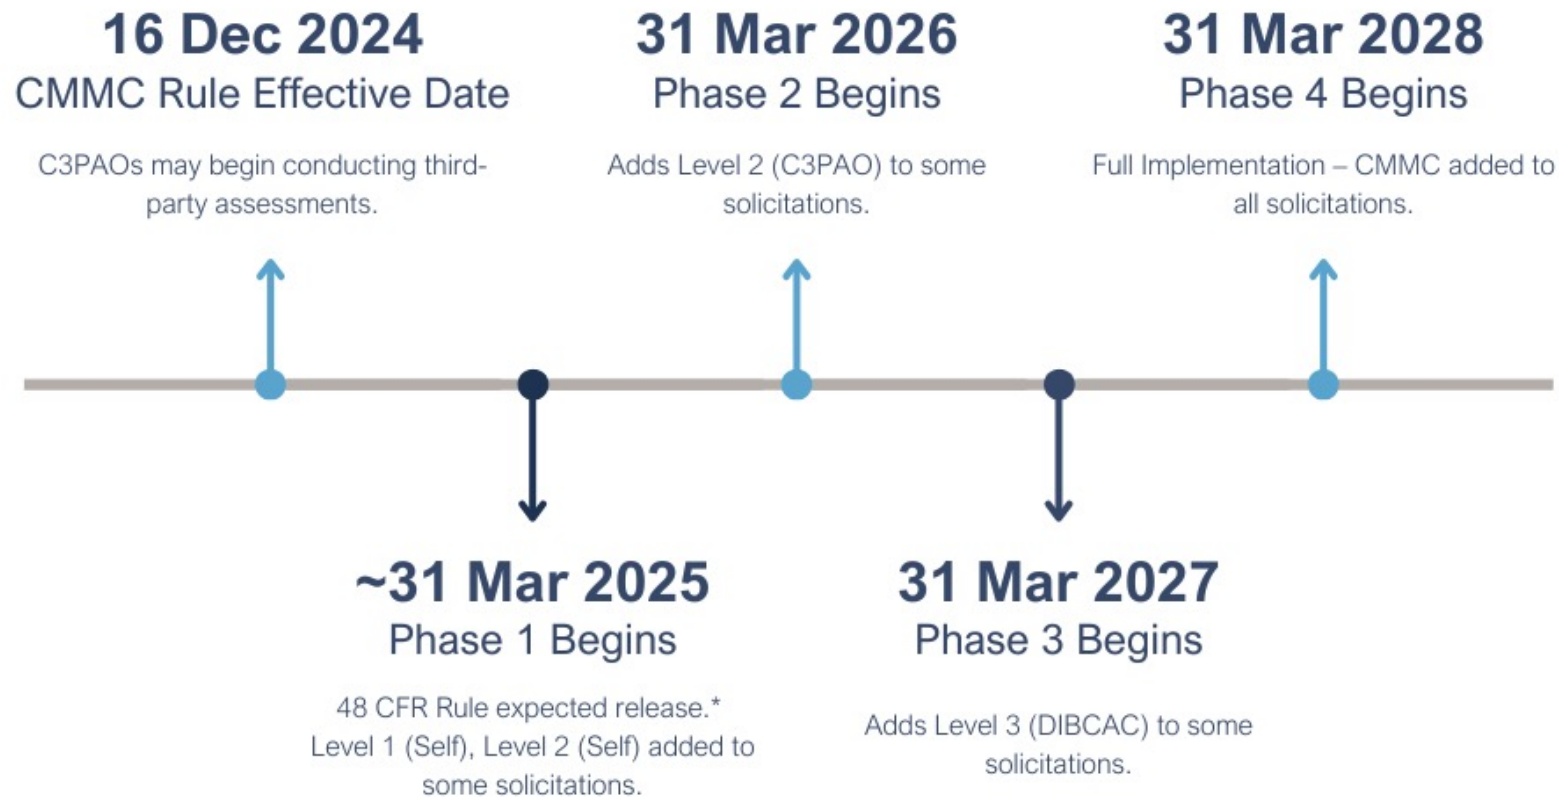 16 Dec 2024
CMMC Rule Effective Date
C3PAOs may begin conducting third-
party assessments.
31 Mar 2026
Phase 2 Begins
Adds Level 2 (C3PAO) to some
solicitations.
31 Mar 2028
Phase 4 Begins
Full Implementation – CMMC added to
all solicitations.
~31 Mar 2025
Phase 1 Begins
48 CFR Rule expected release.*
Level 1 (Self), Level 2 (Self) added to
some solicitations.
31 Mar 2027
Phase 3 Begins
Adds Level 3 (DIBCAC) to some
solicitations.